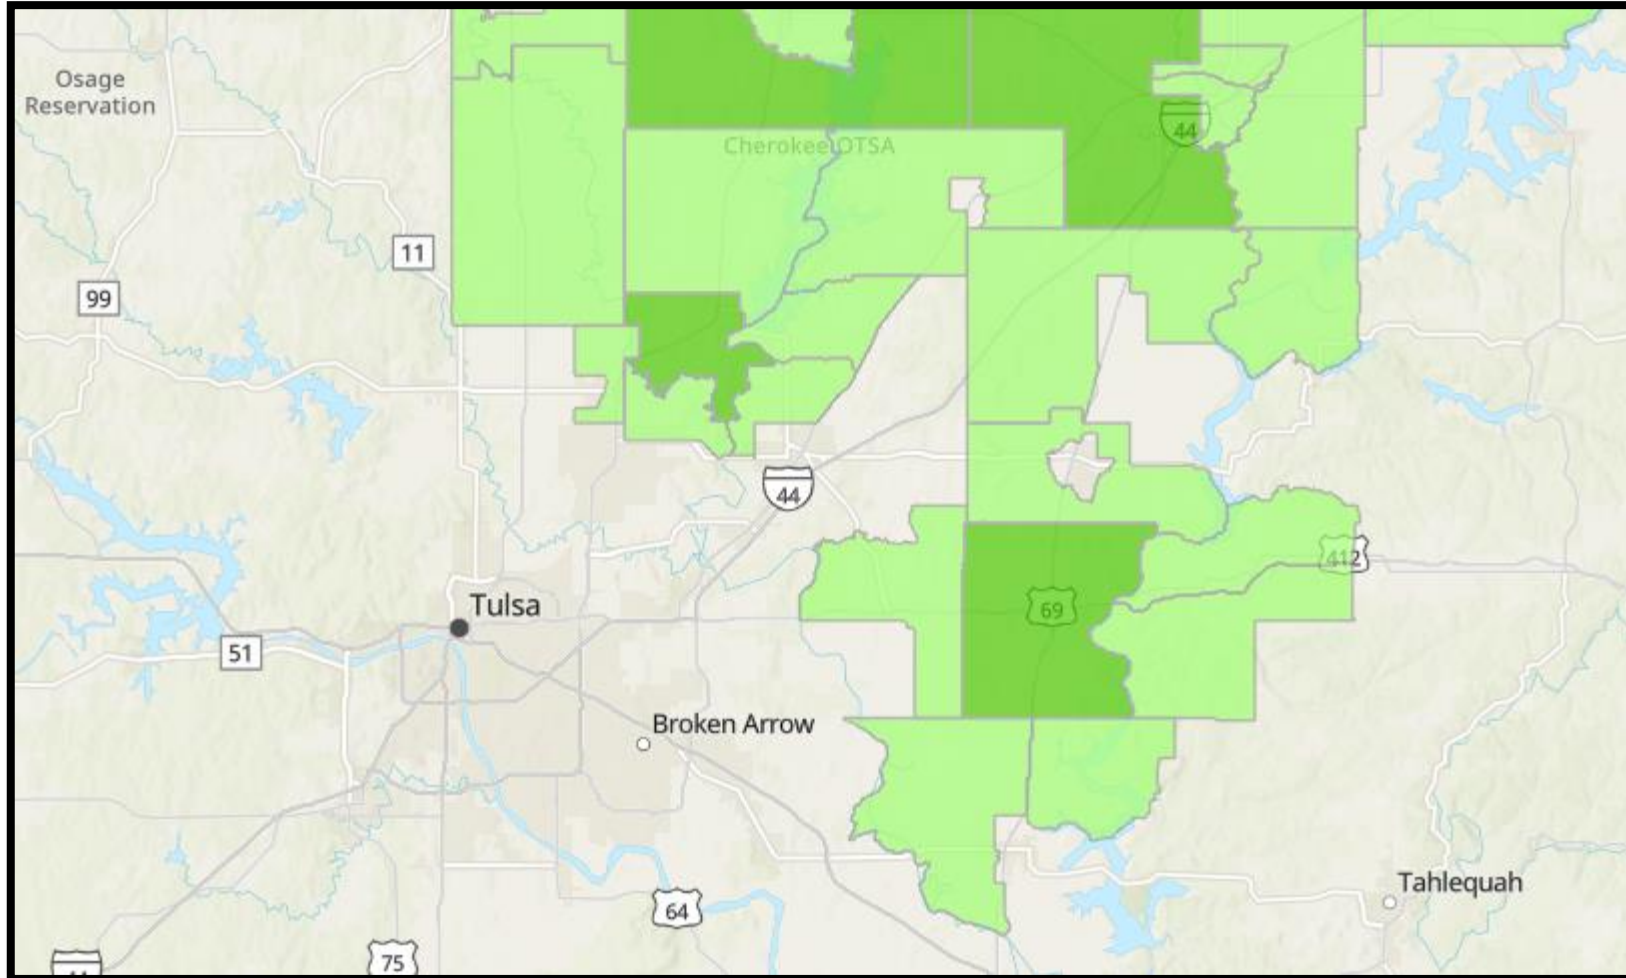 Osage
Reservation
44
Cherokee OTSA
11
99
44
412
Tulsa
69
51
Broken Arrow
Tahlequah
64
75